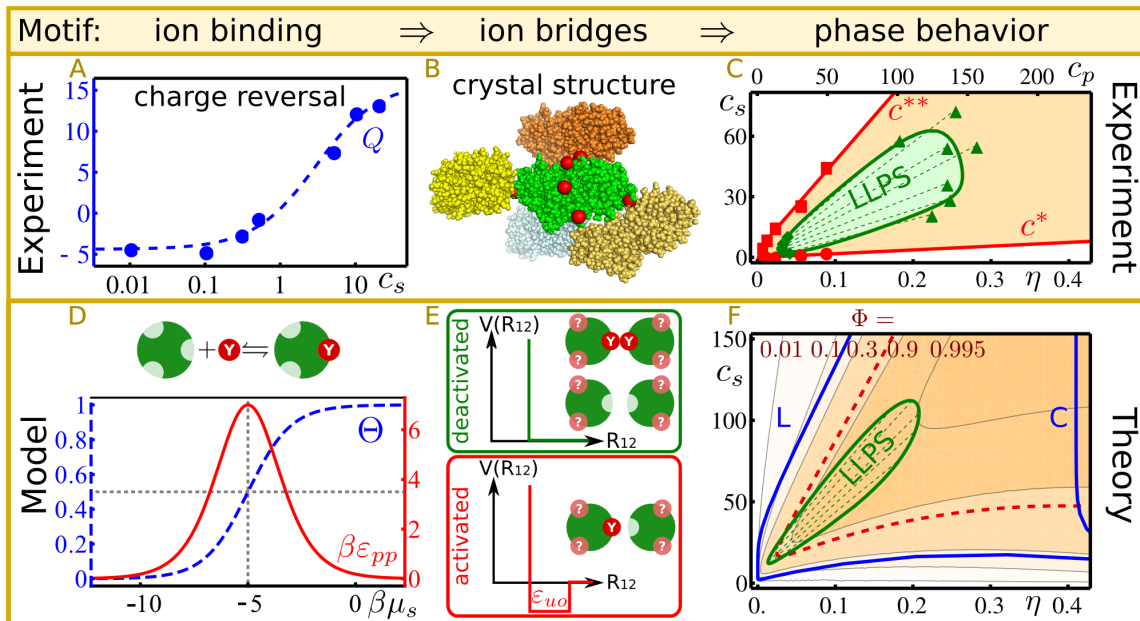 Motif: ion binding ⇒ ion bridges ⇒ phase behavior
Experiment
A
charge reversal
Q
15
10
5
0
-5
0.01 0.1 1 10 c_s
B
crystal structure
C
0 50 100 150 200 c_p
c_s
60
30
0
c**
LLPS
c*
0. 0.1 0.2 0.3 η
Experiment
Model
D
+ Y ⇌ Y
1
0.8
0.6
0.4
0.2
0
Θ
6
4
2
0
βε_pp
-10 -5 0 βμ_s
E
deactivated
V(R₁₂)
? ?
Y Y
? ?
? ?
? ?
R₁₂
activated
V(R₁₂)
? ?
Y
? ?
R₁₂
ε_uo
F
Φ =
0.01 0.1 0.3 0.9 0.995
c_s
150
100
50
0
L
LLPS
C
0. 0.1 0.2 0.3 η
Theory